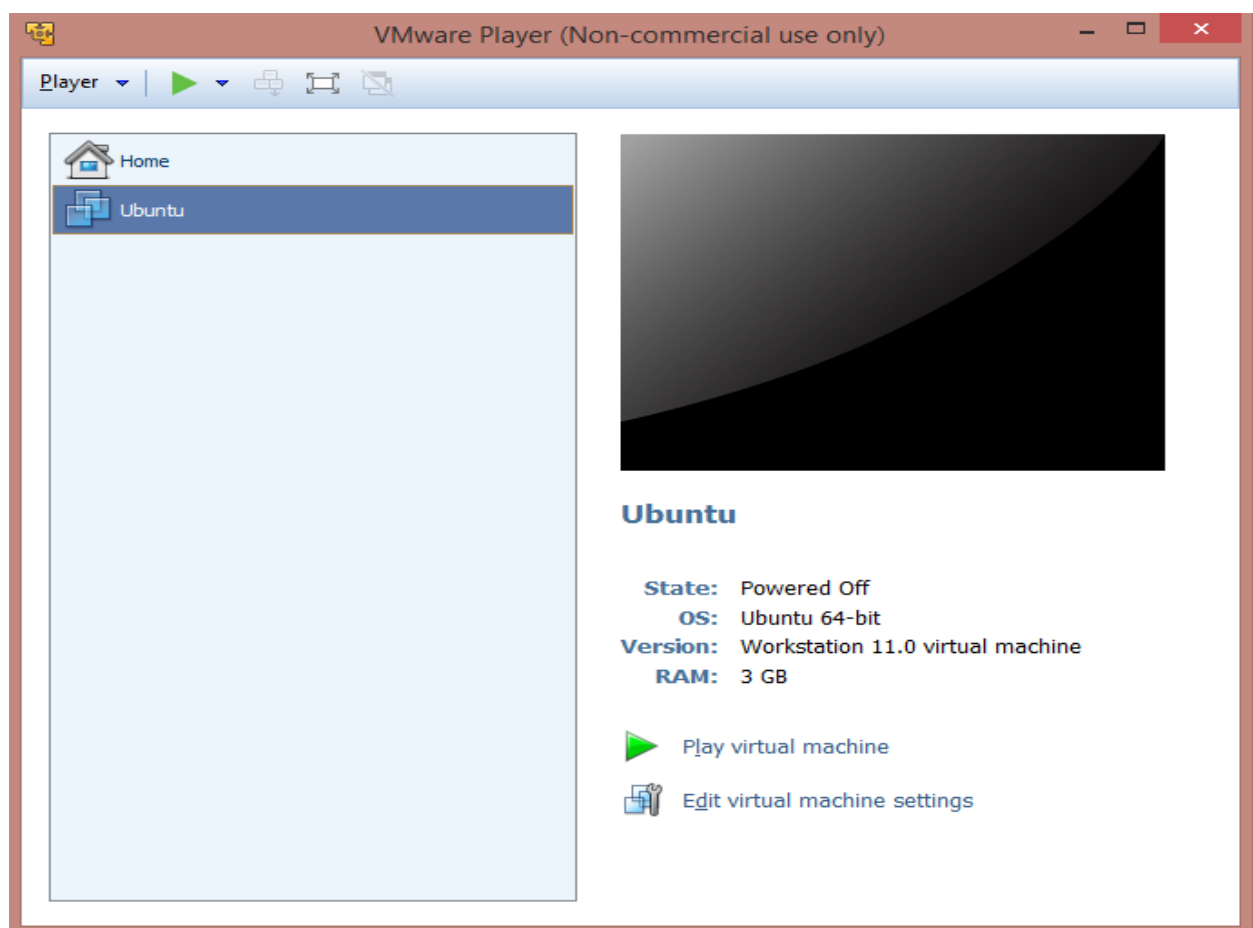 VMware Player (Non-commercial use only)
Player
Home
Ubuntu
Ubuntu
State: Powered Off
OS: Ubuntu 64-bit
Version: Workstation 11.0 virtual machine
RAM: 3 GB
Play virtual machine
Edit virtual machine settings